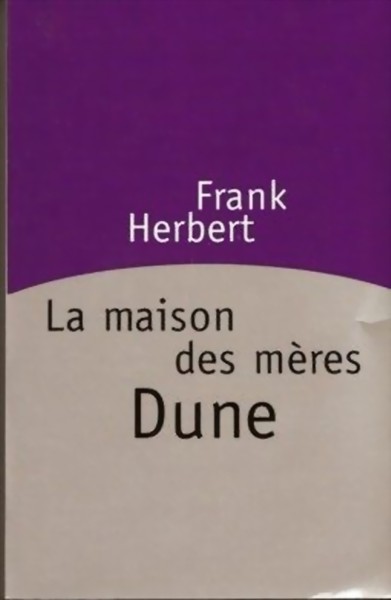 Frank
Herbert
La maison
des mères
Dune